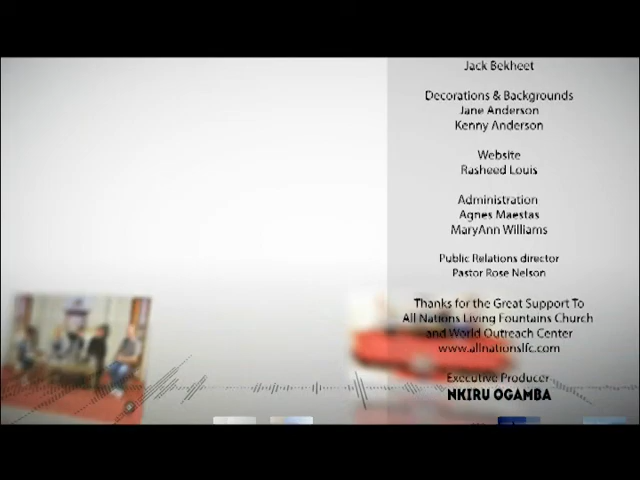 Jack Bekheet
Decorations & Backgrounds
Jane Anderson
Kenny Anderson
Website
Rasheed Louis
Administration
Agnes Maestas
MaryAnn Williams
Public Relations director
Pastor Rose Nelson
Thanks for the Great Support To
All Nations Living Fountains Church
and World Outreach Center
www.allnationslfc.com
Executive Producer
NKIRU OGAMBA